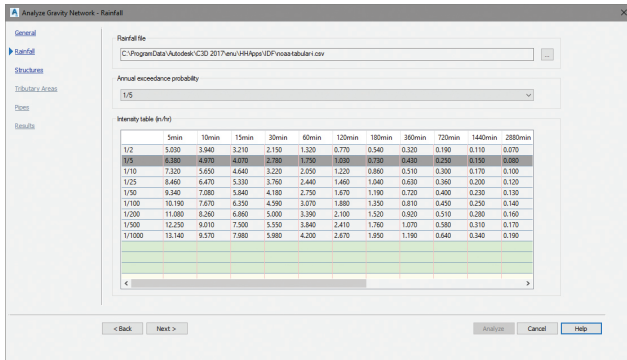 Analyze Gravity Network - Rainfall
General
Rainfall
Structures
Tributary Areas
Pipes
Results
Rainfall file
C:\ProgramData\Autodesk\C3D 2017\enu\HHApps\IDF\noaa-tabular-i.csv
...
Annual exceedance probability
1/5
Intensity table (in/hr)
5min 10min 15min 30min 60min 120min 180min 360min 720min 1440min 2880min
1/2 5.030 3.940 3.210 2.150 1.320 0.770 0.540 0.320 0.190 0.110 0.070
1/5 6.380 4.970 4.070 2.780 1.750 1.030 0.730 0.430 0.250 0.150 0.080
1/10 7.320 5.650 4.640 3.220 2.050 1.220 0.860 0.510 0.300 0.170 0.100
1/25 8.460 6.470 5.330 3.760 2.440 1.460 1.040 0.630 0.360 0.200 0.120
1/50 9.340 7.080 5.840 4.180 2.750 1.670 1.190 0.720 0.400 0.230 0.130
1/100 10.190 7.670 6.350 4.590 3.070 1.880 1.350 0.810 0.450 0.250 0.140
1/200 11.080 8.260 6.860 5.000 3.390 2.100 1.520 0.920 0.510 0.280 0.160
1/500 12.250 9.010 7.500 5.550 3.840 2.410 1.760 1.070 0.580 0.310 0.170
1/1000 13.140 9.570 7.980 5.980 4.200 2.670 1.950 1.190 0.640 0.340 0.190
< Back Next > Analyze Cancel Help